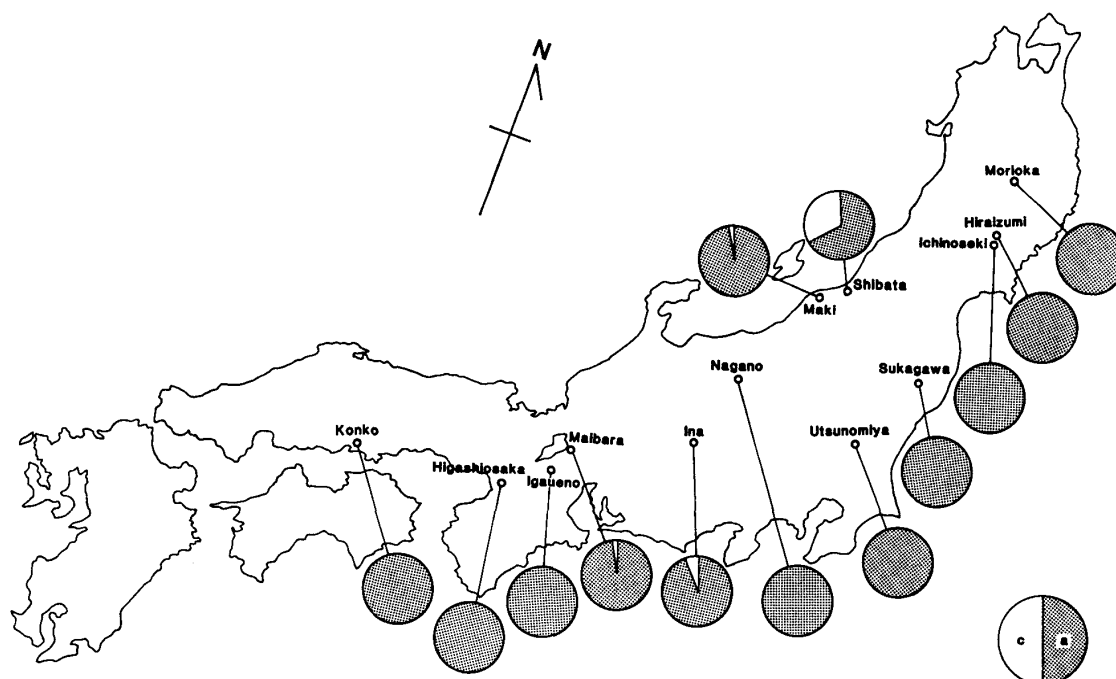 N
Morioka
Hiraizumi
Ichinoseki
Shibata
Maki
Nagano
Sukagawa
Konko
Maibara
Ina
Utsunomiya
Higashiosaka
Igaueno
c a